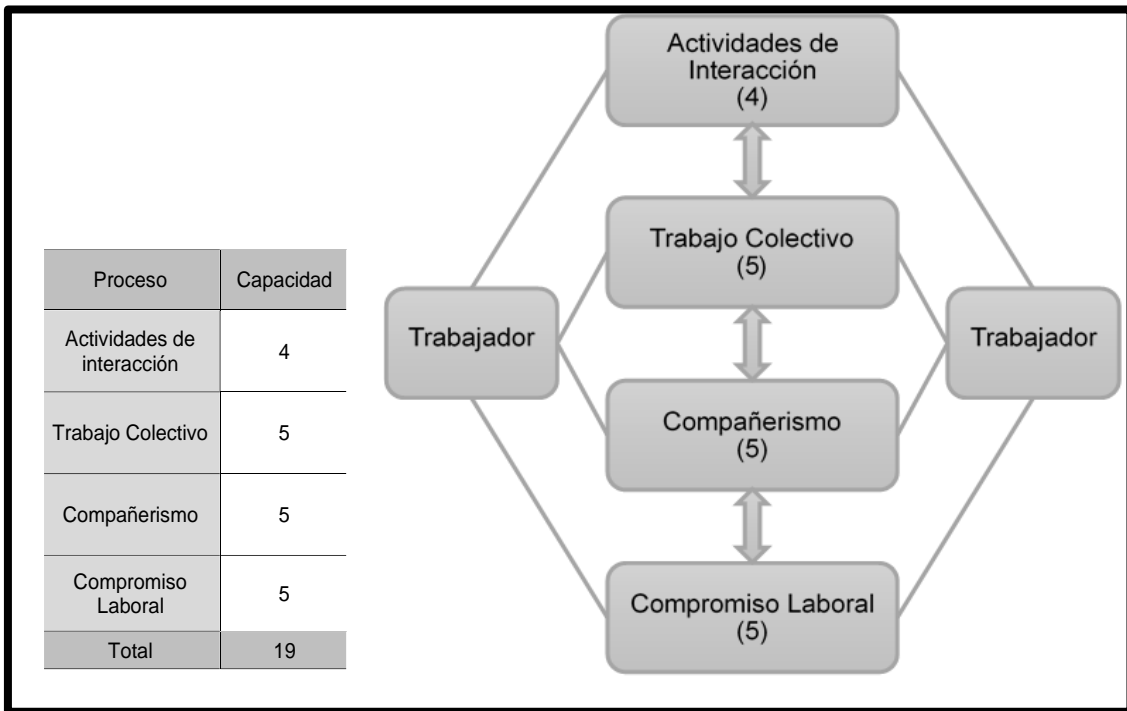 Proceso Capacidad
Actividades de
interacción
4
Trabajo Colectivo 5
Compañerismo 5
Compromiso
Laboral
5
Total 19
Actividades de
Interacción
(4)
Trabajo Colectivo
(5)
Trabajador
Trabajador
Compañerismo
(5)
Compromiso Laboral
(5)